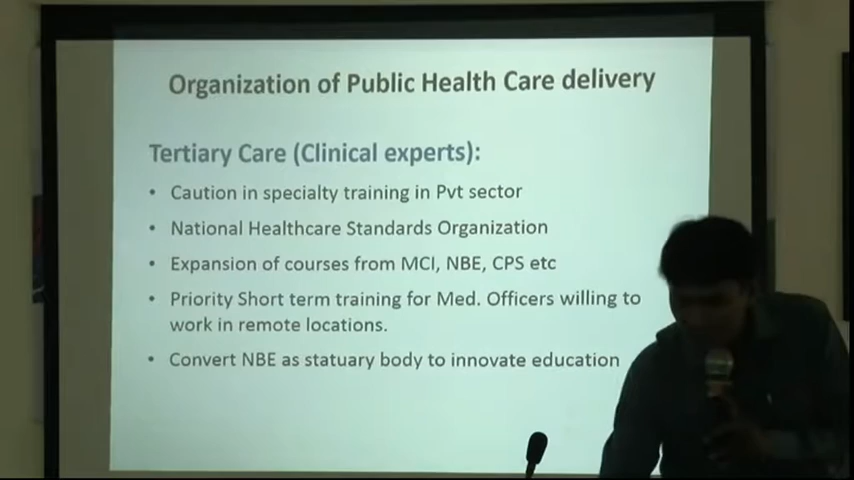 Organization of Public Health Care delivery
Tertiary Care (Clinical experts):
• Caution in specialty training in Pvt sector
• National Healthcare Standards Organization
• Expansion of courses from MCI, NBE, CPS etc
• Priority Short term training for Med. Officers willing to
work in remote locations.
• Convert NBE as statuary body to innovate education